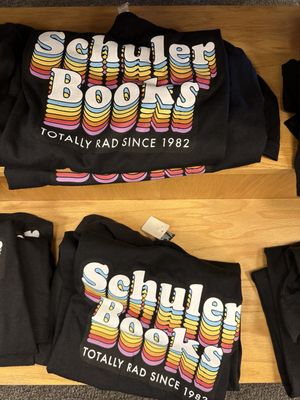 Schuler
Books
TOTALLY RAD SINCE 1982
Schuler
Books
TOTALLY RAD SINCE 1982